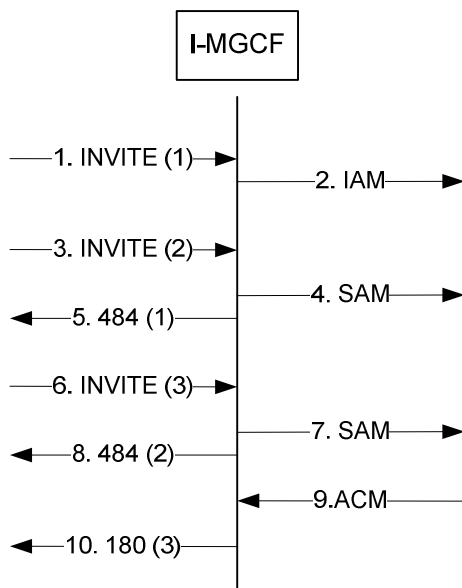 I-MGCF
1. INVITE (1)
2. IAM
3. INVITE (2)
4. SAM
5. 484 (1)
6. INVITE (3)
7. SAM
8. 484 (2)
9.ACM
10. 180 (3)